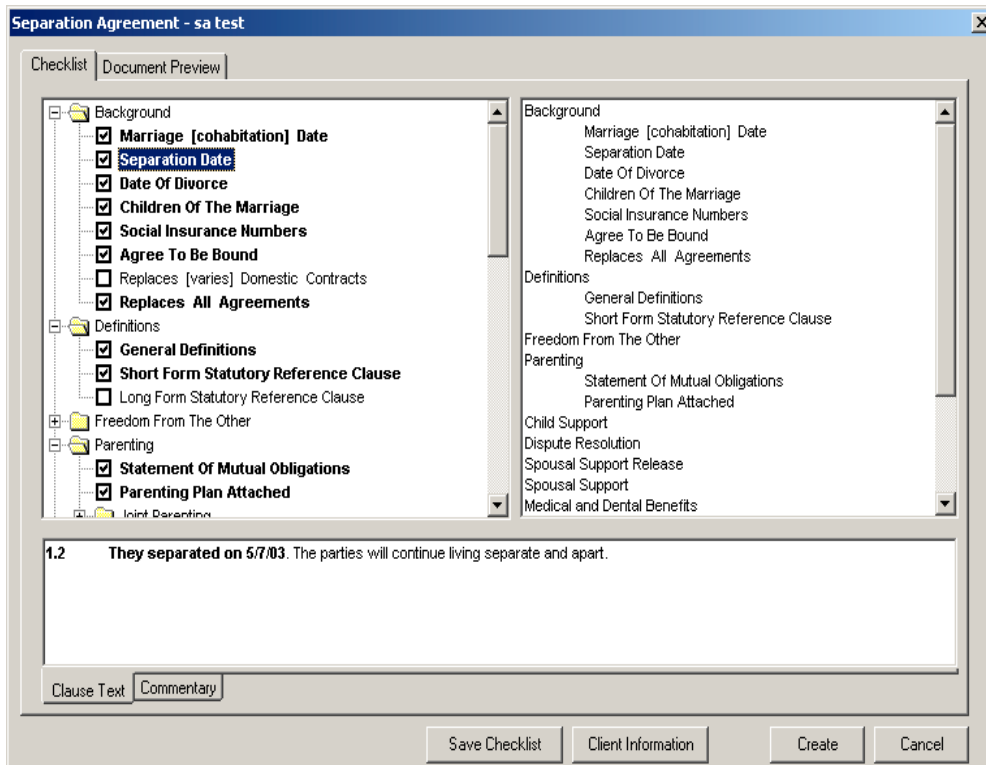 Separation Agreement - sa test
Checklist
Document Preview
Background
Marriage [cohabitation] Date
Separation Date
Date Of Divorce
Children Of The Marriage
Social Insurance Numbers
Agree To Be Bound
Replaces [varies] Domestic Contracts
Replaces All Agreements
Definitions
General Definitions
Short Form Statutory Reference Clause
Long Form Statutory Reference Clause
Freedom From The Other
Parenting
Statement Of Mutual Obligations
Parenting Plan Attached
Joint Parenting
Background
Marriage [cohabitation] Date
Separation Date
Date Of Divorce
Children Of The Marriage
Social Insurance Numbers
Agree To Be Bound
Replaces All Agreements
Definitions
General Definitions
Short Form Statutory Reference Clause
Freedom From The Other
Parenting
Statement Of Mutual Obligations
Parenting Plan Attached
Child Support
Dispute Resolution
Spousal Support Release
Spousal Support
Medical and Dental Benefits
1.2 They separated on 5/7/03. The parties will continue living separate and apart.
Clause Text
Commentary
Save Checklist
Client Information
Create
Cancel